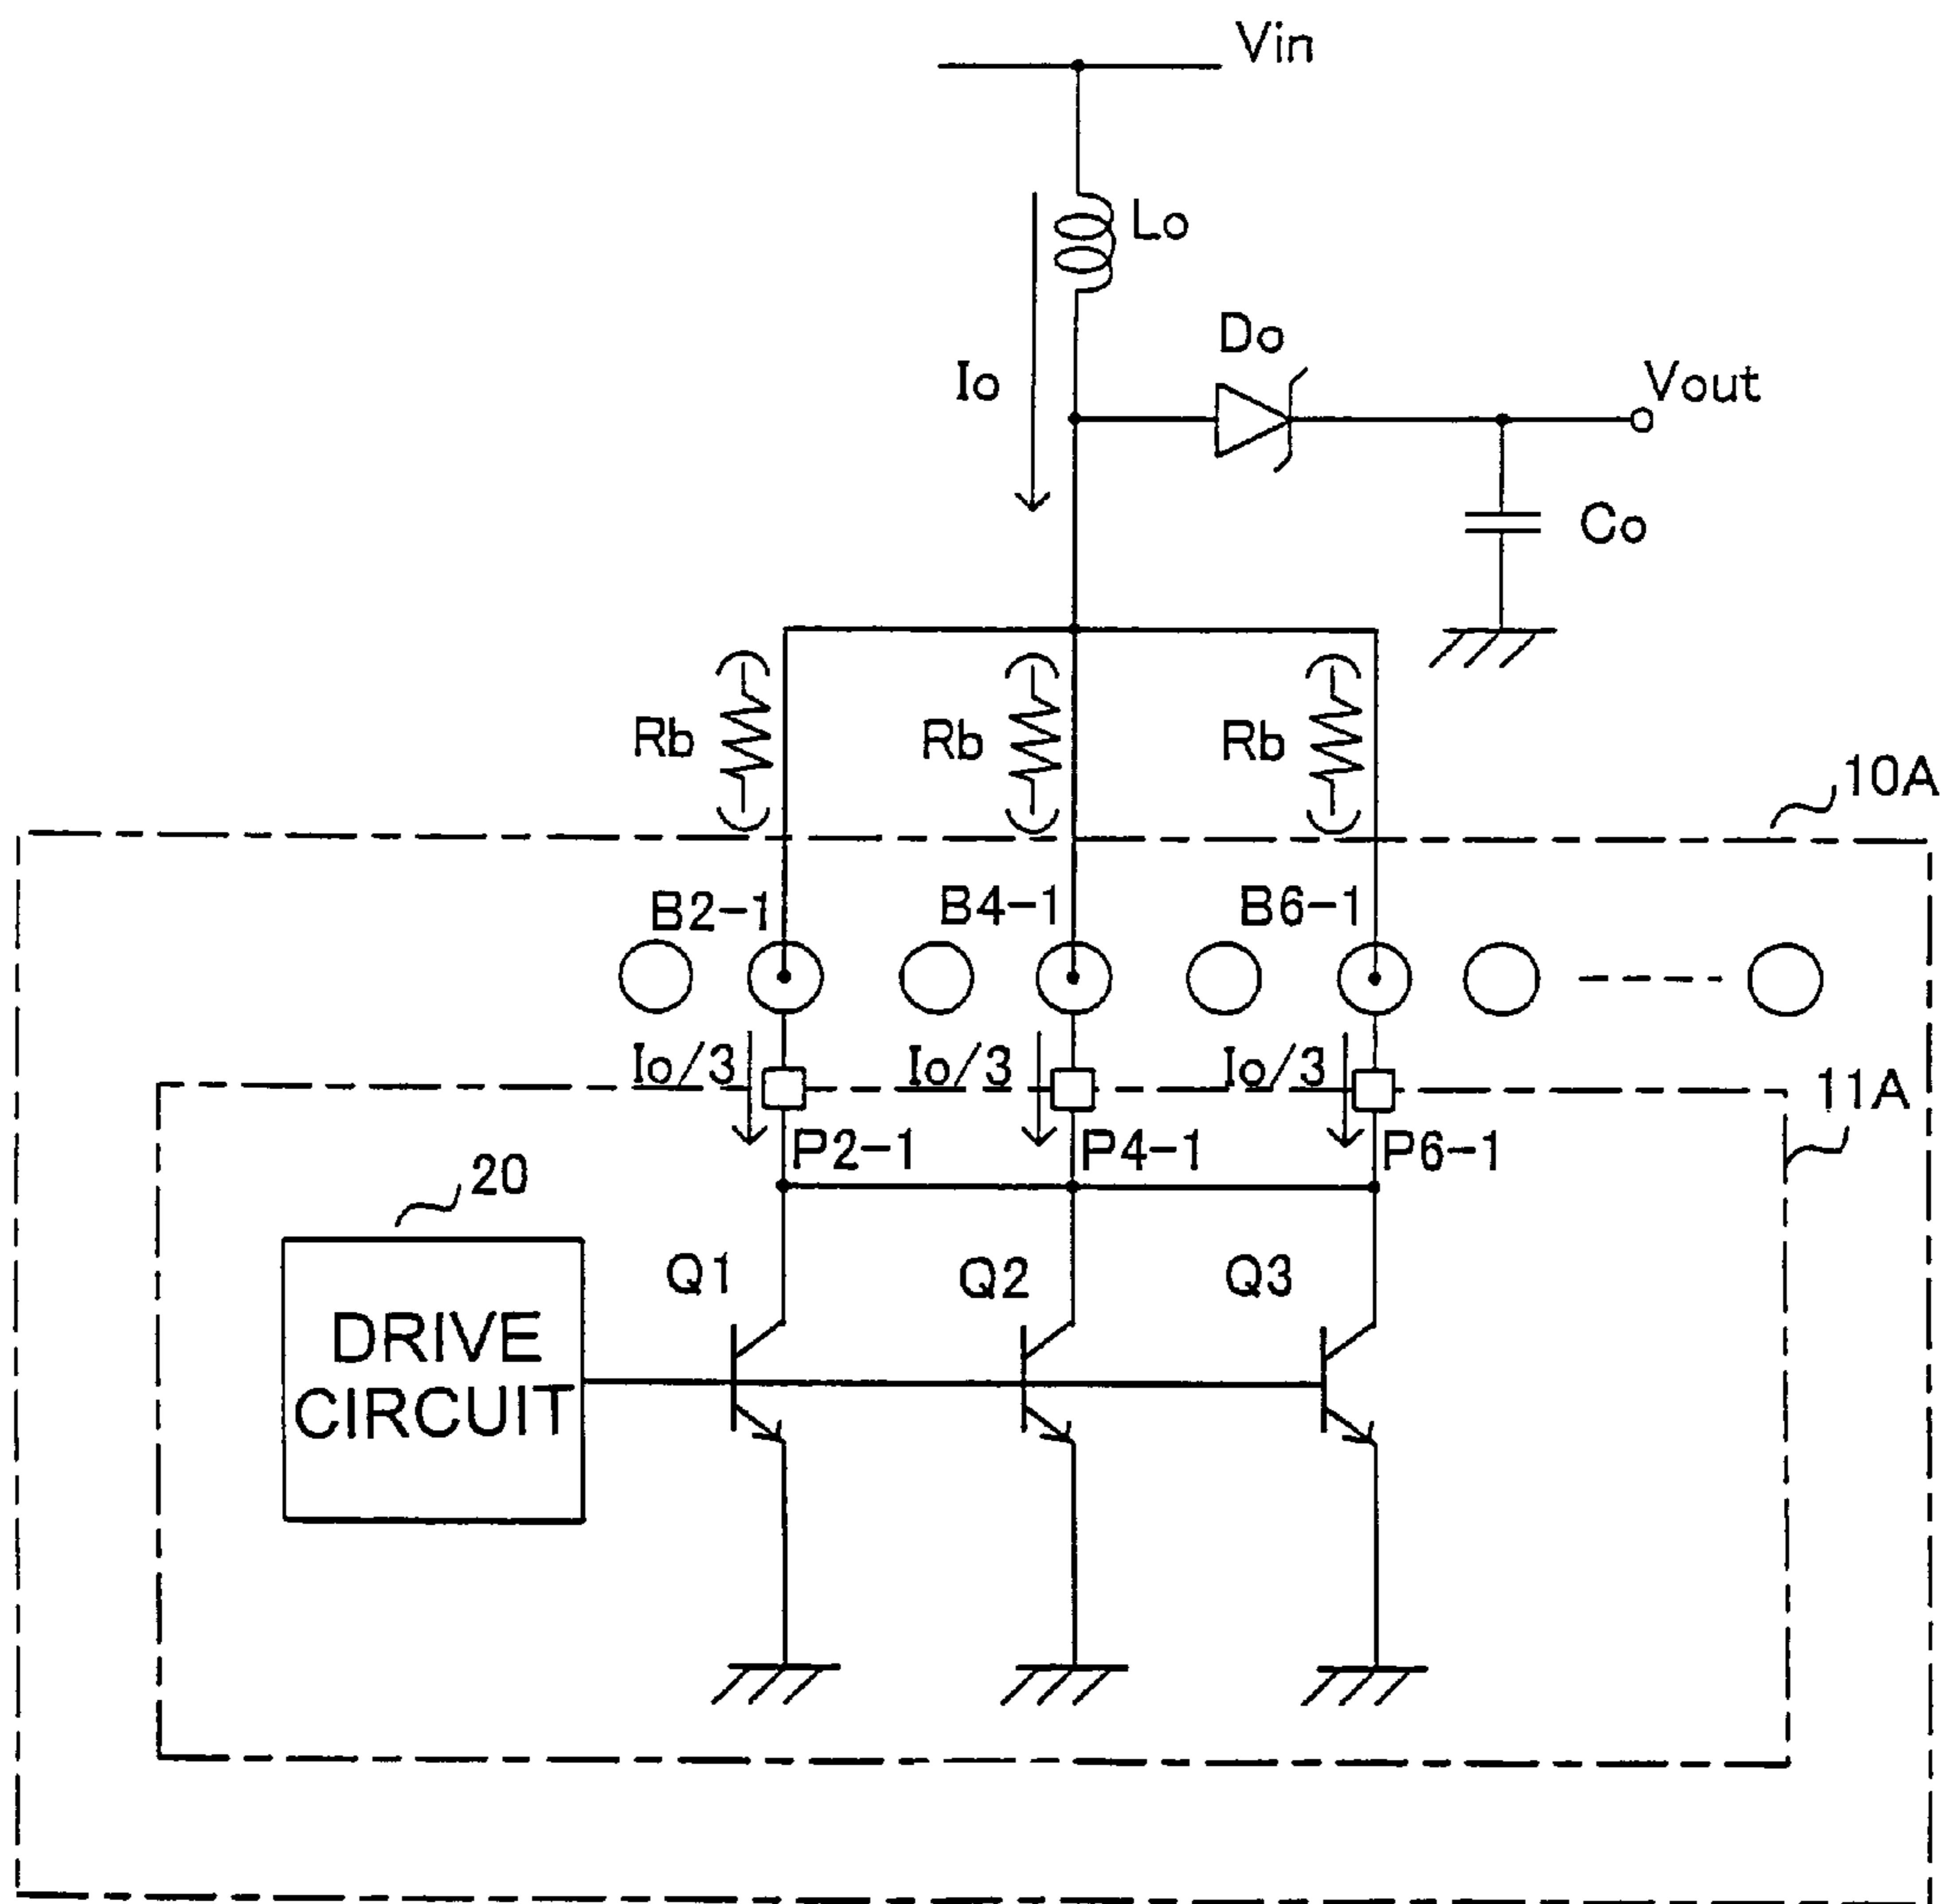 Vin
Lo
Do
Io
Vout
Co
Rb
Rb
Rb
10A
B2-1
B4-1
B6-1
Io/3
Io/3
Io/3
11A
P2-1
P4-1
P6-1
20
Q1
Q2
Q3
DRIVE
CIRCUIT